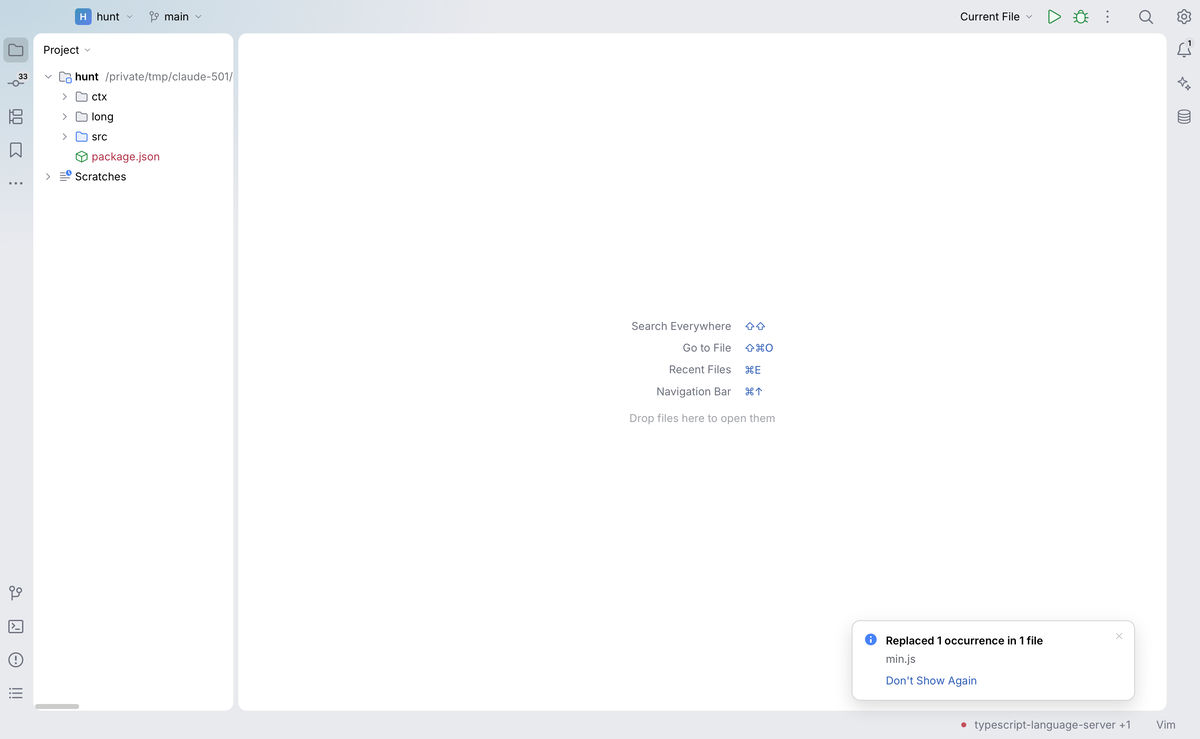 H hunt
main
Current File
Project
33
1
hunt /private/tmp/claude-501/
ctx
long
src
package.json
Scratches
Search Everywhere ⇧⇧
Go to File ⇧⌘O
Recent Files ⌘E
Navigation Bar ⌘↑
Drop files here to open them
Replaced 1 occurrence in 1 file
min.js
Don't Show Again
typescript-language-server +1
Vim